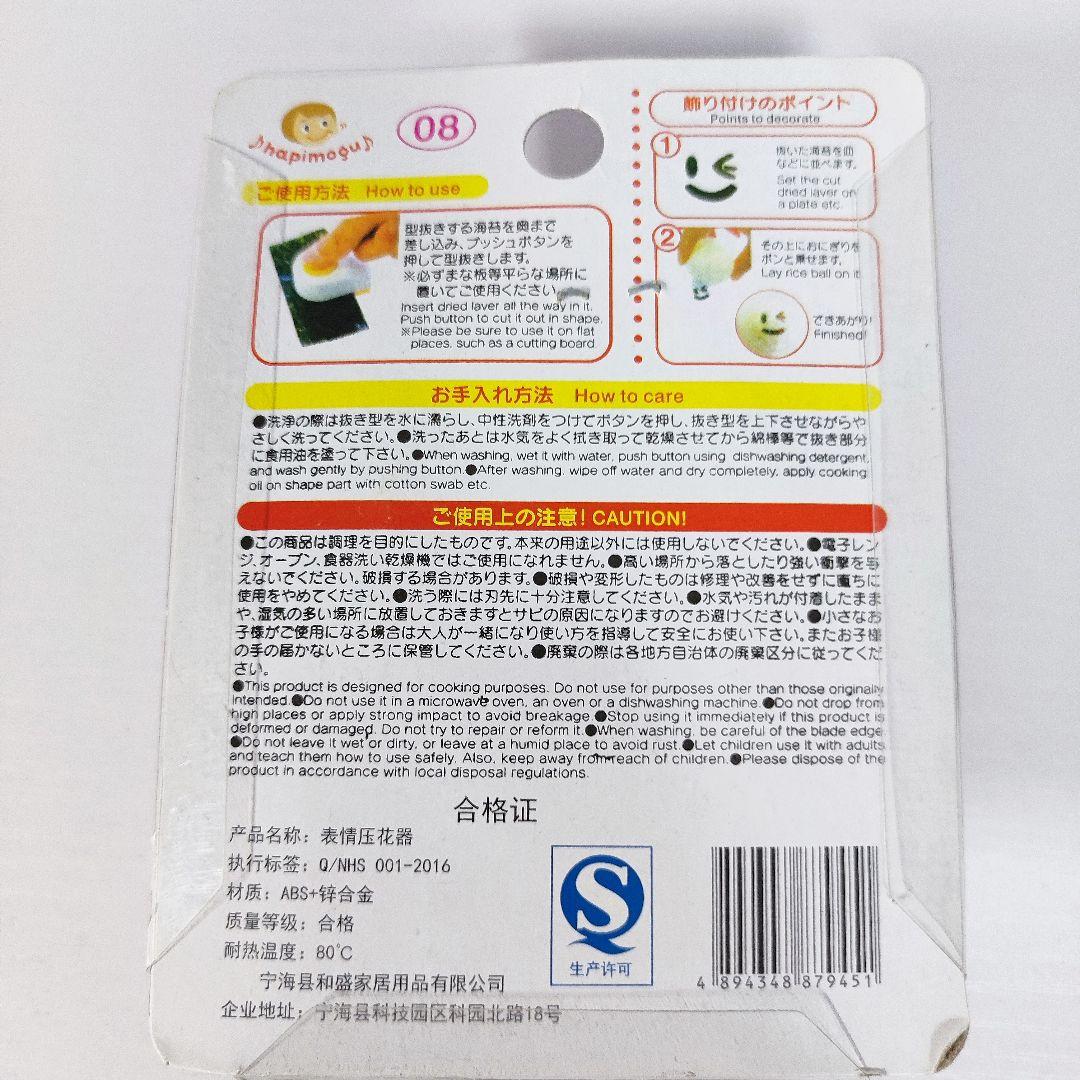 ♪hapimogu♪
08
ご使用方法 How to use
型抜きする海苔を奥まで
差し込み、プッシュボタンを
押して型抜きします。
※必ずまな板等平らな場所に
置いてご使用ください
Insert dried laver all the way in it.
Push button to cut it out in shape.
※Please be sure to use it on flat
places, such as a cutting board
飾り付けのポイント
Points to decorate
1
抜いた海苔を皿
などに並べます。
Set the cut
dried laver on
a plate etc.
2
その上におにぎりを
ポンと乗せます。
Lay rice ball on it
できあがり!
Finished!
お手入れ方法 How to care
●洗浄の際は抜き型を水に濡らし、中性洗剤をつけてボタンを押し、抜き型を上下させながらや
さしく洗ってください。●洗ったあとは水気をよく拭き取って乾燥させてから綿棒等で抜き部分
に食用油を塗って下さい。●When washing, wet it with water, push button using dishwashing detergent,
and wash gently by pushing button.●After washing, wipe off water and dry completely, apply cooking
oil on shape part with cotton swab etc.
ご使用上の注意! CAUTION!
●この商品は調理を目的にしたものです。本来の用途以外には使用しないでください。●電子レン
ジ、オーブン、食器洗い乾燥機ではご使用になれません。●高い場所から落としたり強い衝撃を与
えないでください。破損する場合があります。●破損や変形したものは修理や改善をせずに直ちに
使用をやめてください。●洗う際には刃先に十分注意してください。●水気や汚れが付着したまま
や、湿気の多い場所に放置しておきますとサビの原因になりますのでお避けください。●小さなお
子様がご使用になる場合は大人が一緒になり使い方を指導して安全にお使い下さい。またお子様
の手の届かないところに保管してください。●廃棄の際は各地方自治体の廃棄区分に従ってくだ
さい。
●This product is designed for cooking purposes. Do not use for purposes other than those originally
intended.●Do not use it in a microwave oven, an oven or a dishwashing machine.●Do not drop from
high places or apply strong impact to avoid breakage.●Stop using it immediately if this product is
deformed or damaged. Do not try to repair or reform it.●When washing, be careful of the blade edge
●Do not leave it wet or dirty, or leave at a humid place to avoid rust.●Let children use it with adults
and teach them how to use safely. Also, keep away from reach of children.●Please dispose of the
product in accordance with local disposal regulations.
合格证
产品名称：表情压花器
执行标签：Q/NHS 001-2016
材质：ABS+锌合金
质量等级：合格
耐热温度：80℃
宁海县和盛家居用品有限公司
企业地址：宁海县科技园区科园北路18号
S
生产许可
4 894348 879451